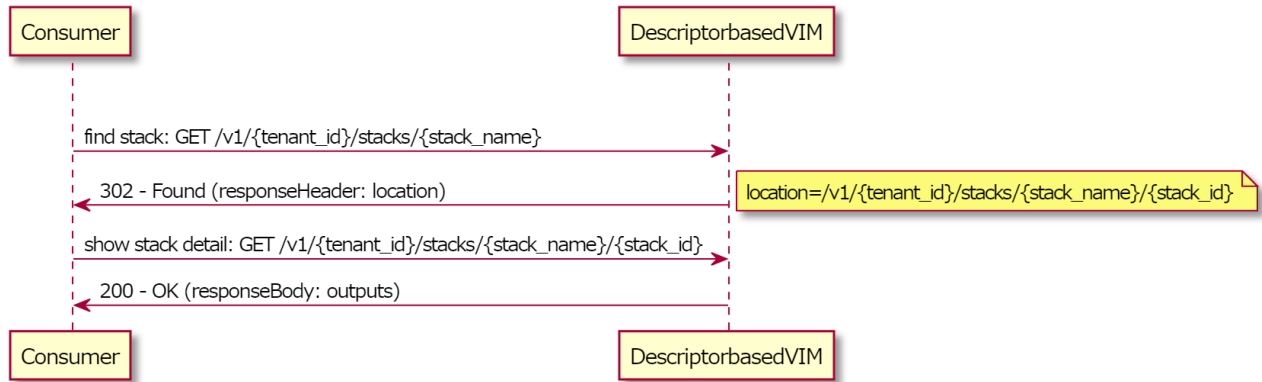 Consumer
DescriptorbasedVIM
find stack: GET /v1/{tenant_id}/stacks/{stack_name}
302 - Found (responseHeader: location)
location=/v1/{tenant_id}/stacks/{stack_name}/{stack_id}
show stack detail: GET /v1/{tenant_id}/stacks/{stack_name}/{stack_id}
200 - OK (responseBody: outputs)
Consumer
DescriptorbasedVIM